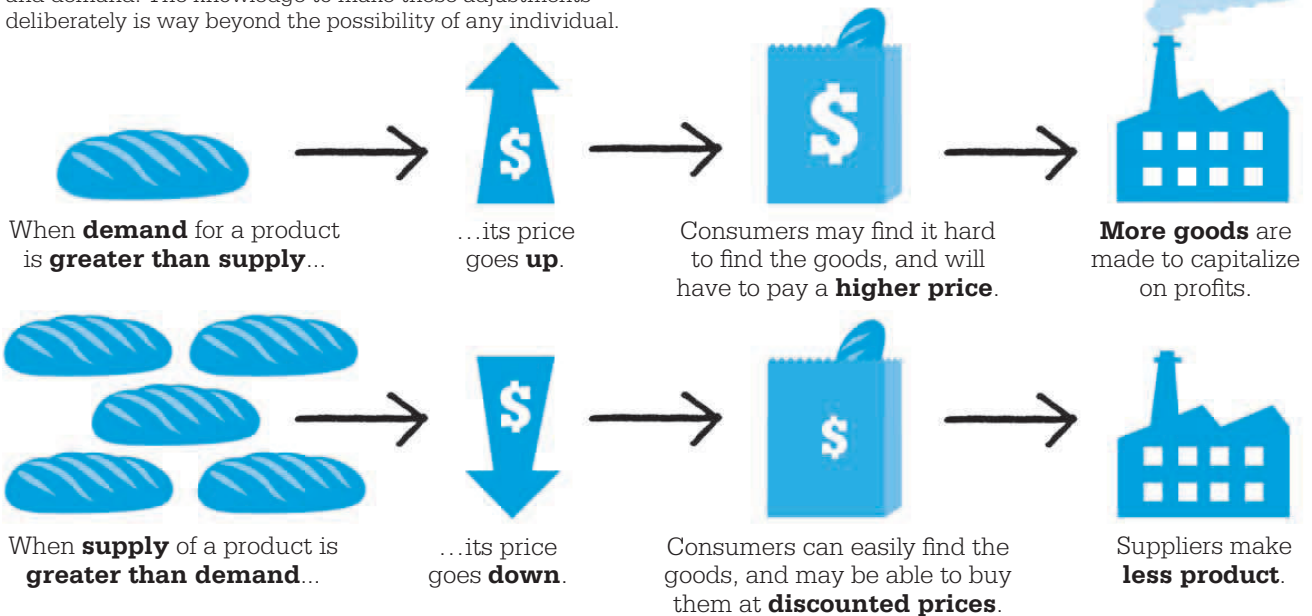 deliberately is way beyond the possibility of any individual.
$
$
When demand for a product
is greater than supply...
…its price
goes up.
Consumers may find it hard
to find the goods, and will
have to pay a higher price.
More goods are
made to capitalize
on profits.
$
$
When supply of a product is
greater than demand...
…its price
goes down.
Consumers can easily find the
goods, and may be able to buy
them at discounted prices.
Suppliers make
less product.